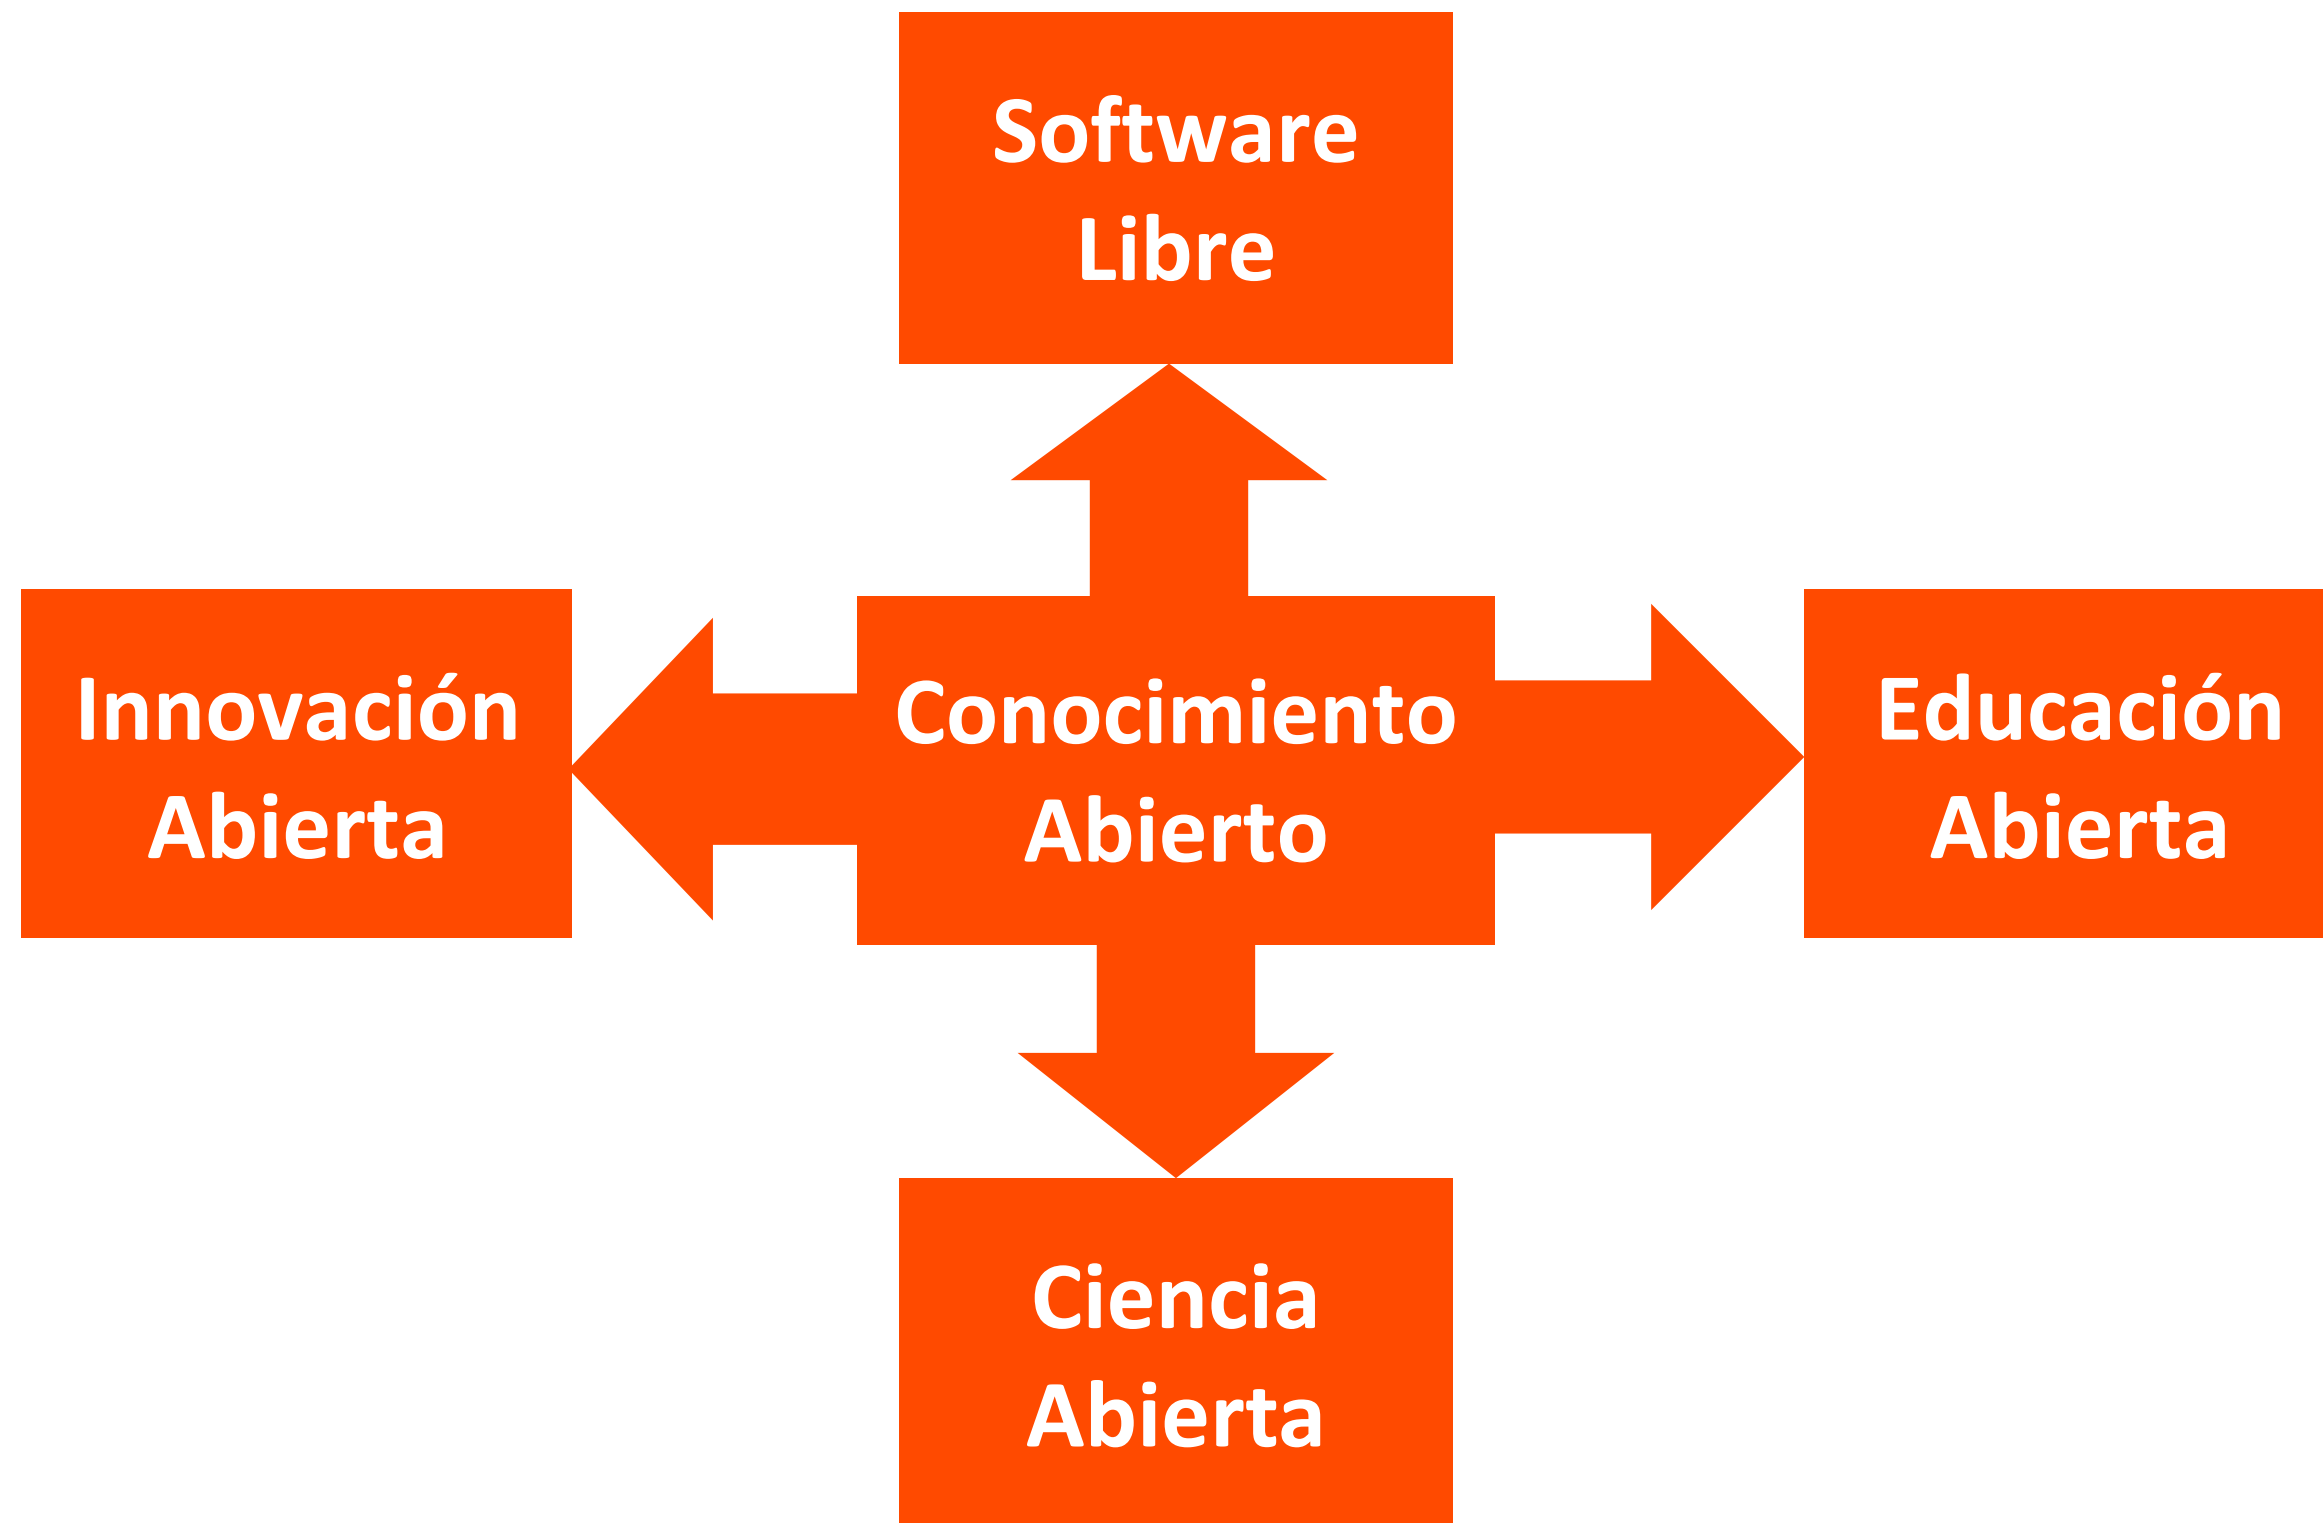 Software
Libre
Innovación
Abierta
Conocimiento
Abierto
Educación
Abierta
Ciencia
Abierta